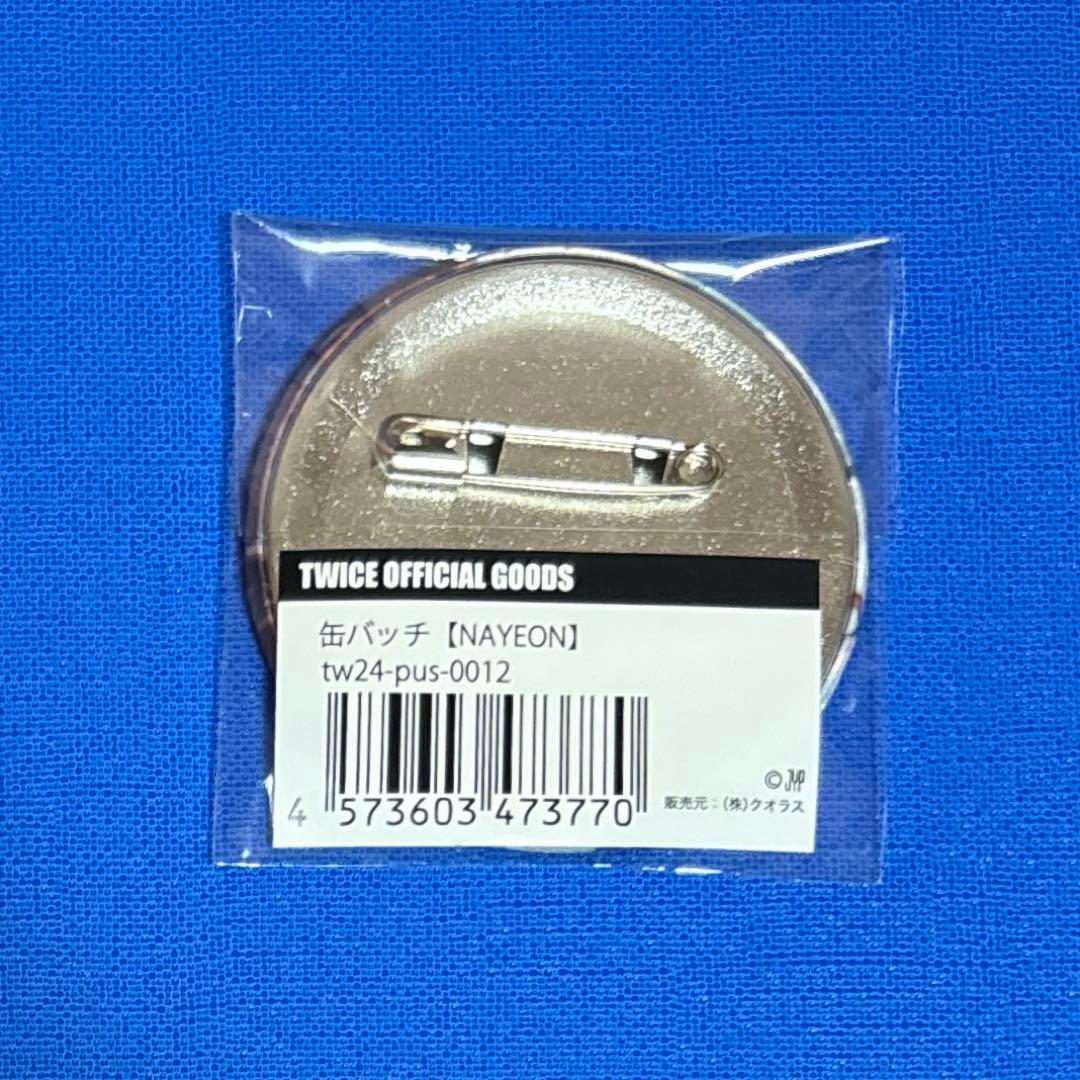 TWICE OFFICIAL GOODS
缶バッチ【NAYEON】
tw24-pus-0012
4 573603 473770
©JYP
販売元：(株)クオラス